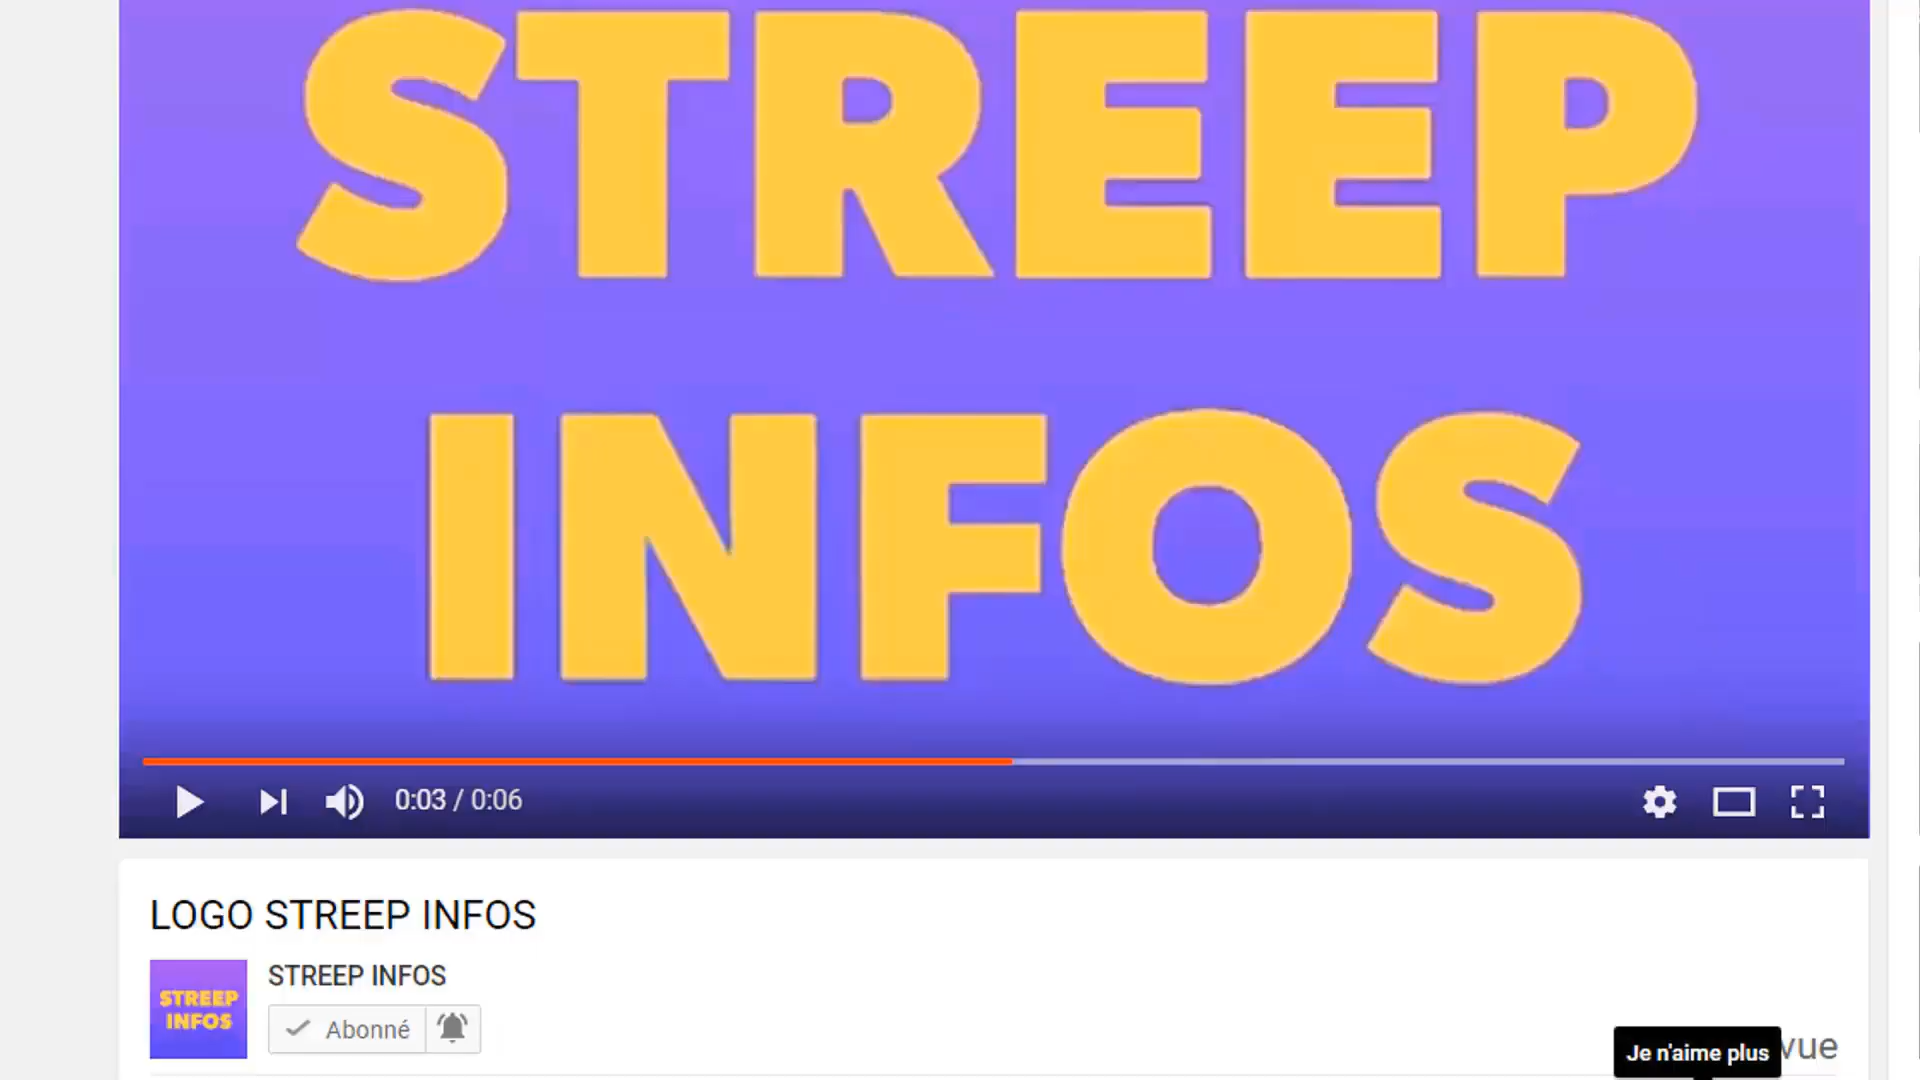 STREEP
INFOS
0:03 / 0:06
LOGO STREEP INFOS
STREEP INFOS
STREEP
INFOS
Abonné
Je n'aime plus
vue